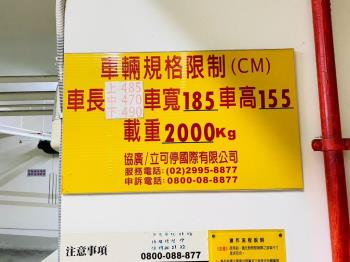 車輛規格限制(CM)
車長 上 485 中 470 下 490 車寬185車高155
載重2000Kg
協廣/立可停國際有限公司
服務電話:(02)2995-8877
申訴電話:0800-08-8877
注意事項
0800-088-877